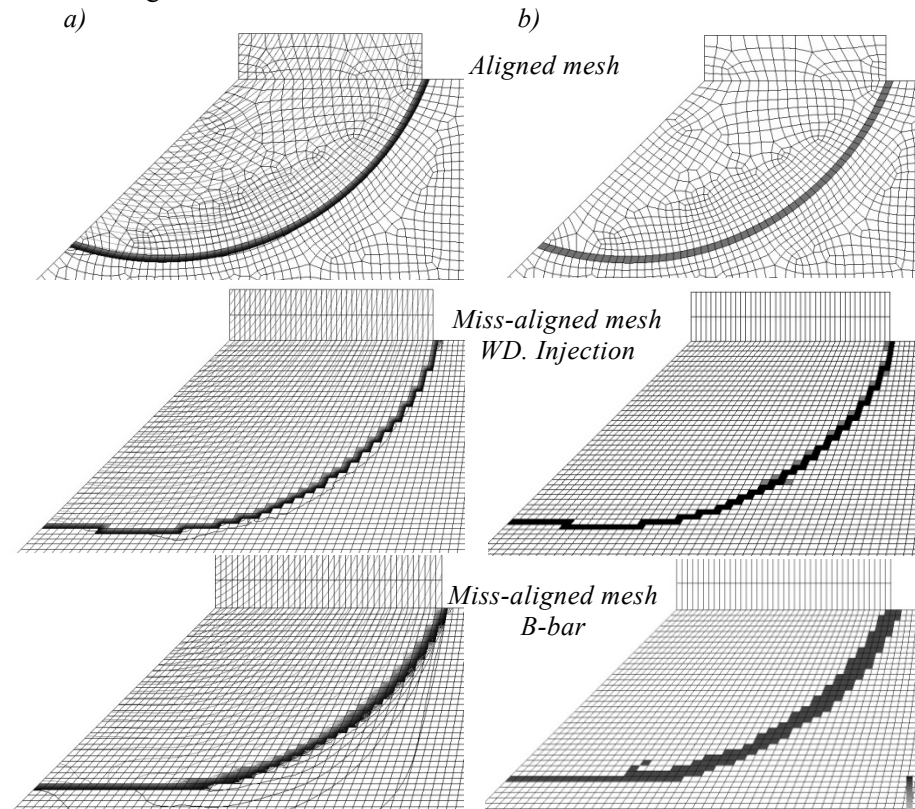 a)
b)
Aligned mesh
Miss-aligned mesh
WD. Injection
Miss-aligned mesh
B-bar